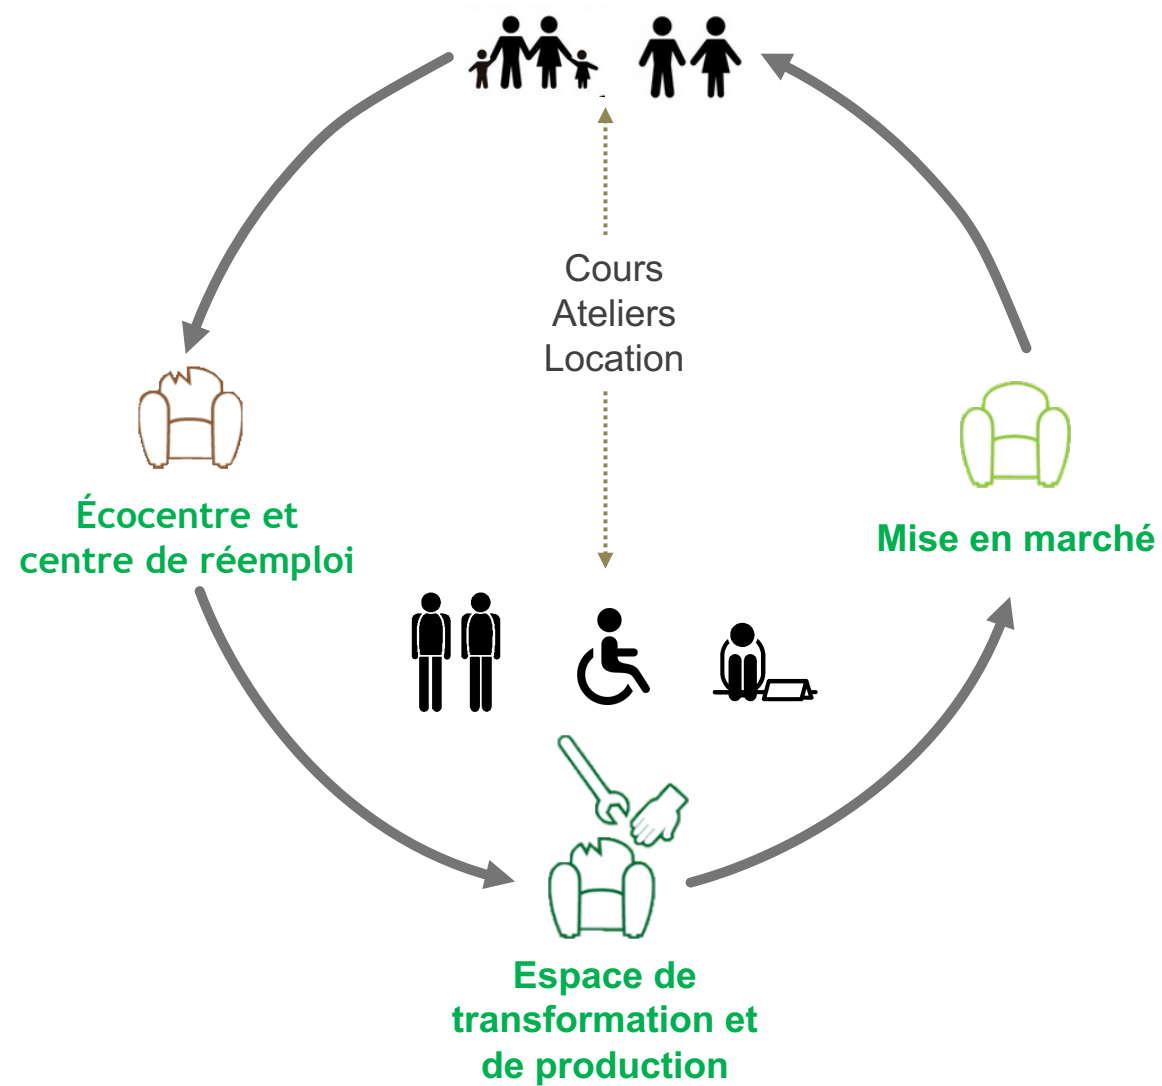 Cours
Ateliers
Location
Écocentre et
centre de réemploi
Mise en marché
Espace de
transformation et
de production